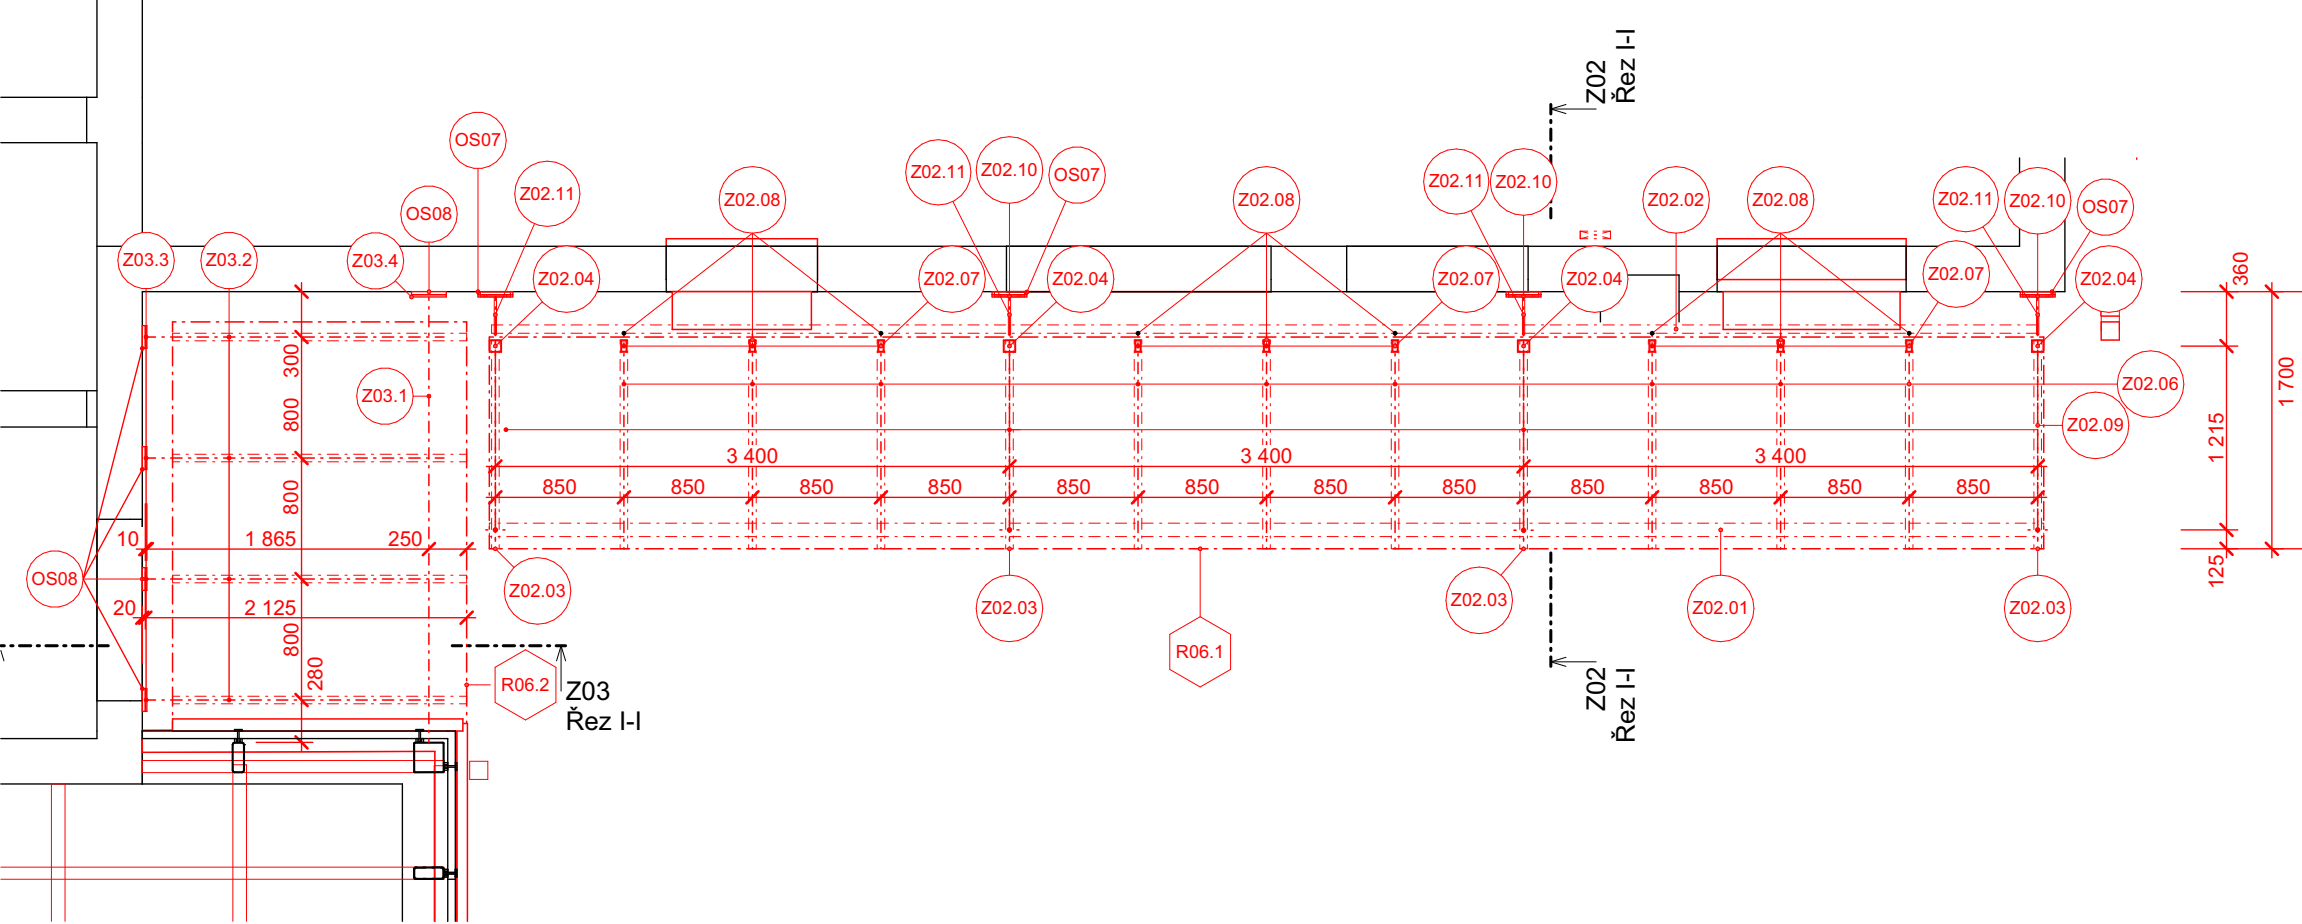 Z02
Řez I-I
OS07
Z02.11
Z02.10
OS07
Z02.11
Z02.10
Z02.11
Z02.10
OS07
OS08
Z02.08
Z02.08
Z02.02
Z02.08
Z03.3
Z03.2
Z03.4
Z02.04
Z02.07
Z02.04
Z02.07
Z02.04
Z02.07
Z02.04
360
300
Z03.1
800
Z02.06
1 700
Z02.09
1 215
3 400
3 400
3 400
800
850
850
850
850
850
850
850
850
850
850
850
850
10
1 865
250
OS08
125
20
2 125
Z02.03
Z02.03
Z02.03
Z02.01
Z02.03
800
280
R06.1
R06.2
Z03
Řez I-I
Z02
Řez I-I